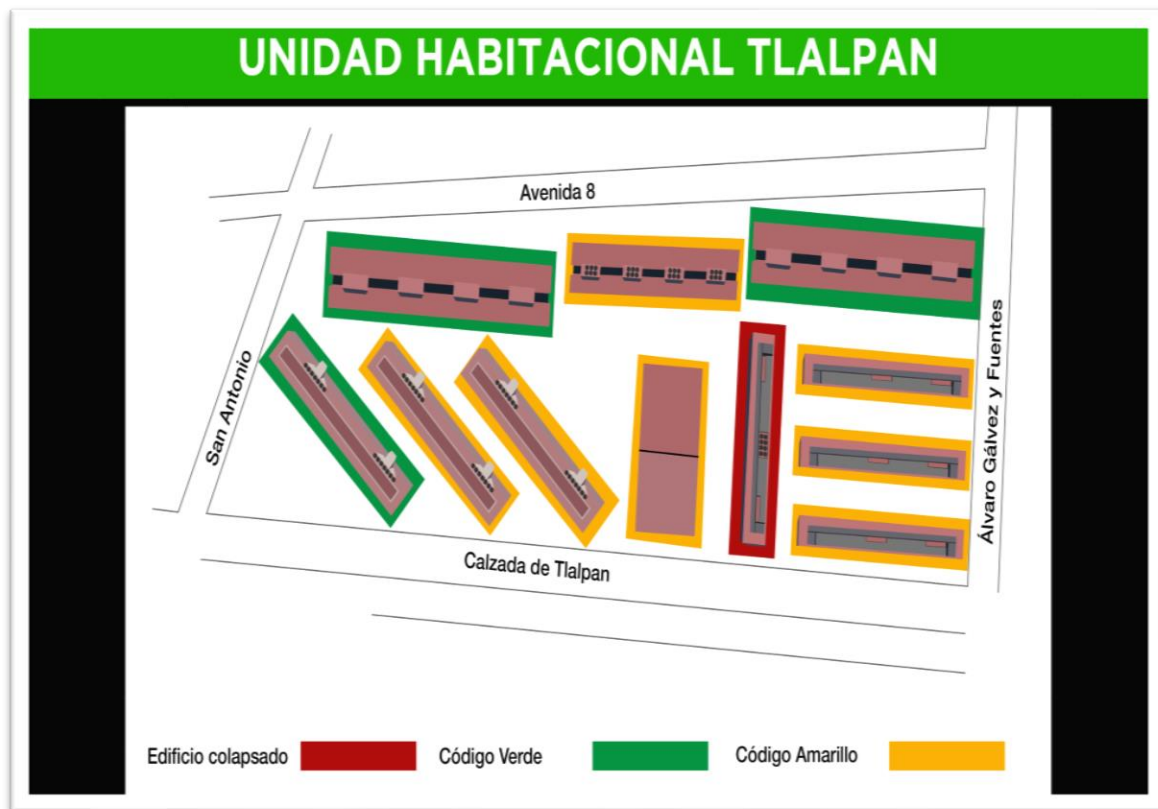 UNIDAD HABITACIONAL TLALPAN
Avenida 8
San Antonio
Álvaro Gálvez y Fuentes
Calzada de Tlalpan
Edificio colapsado
Código Verde
Código Amarillo